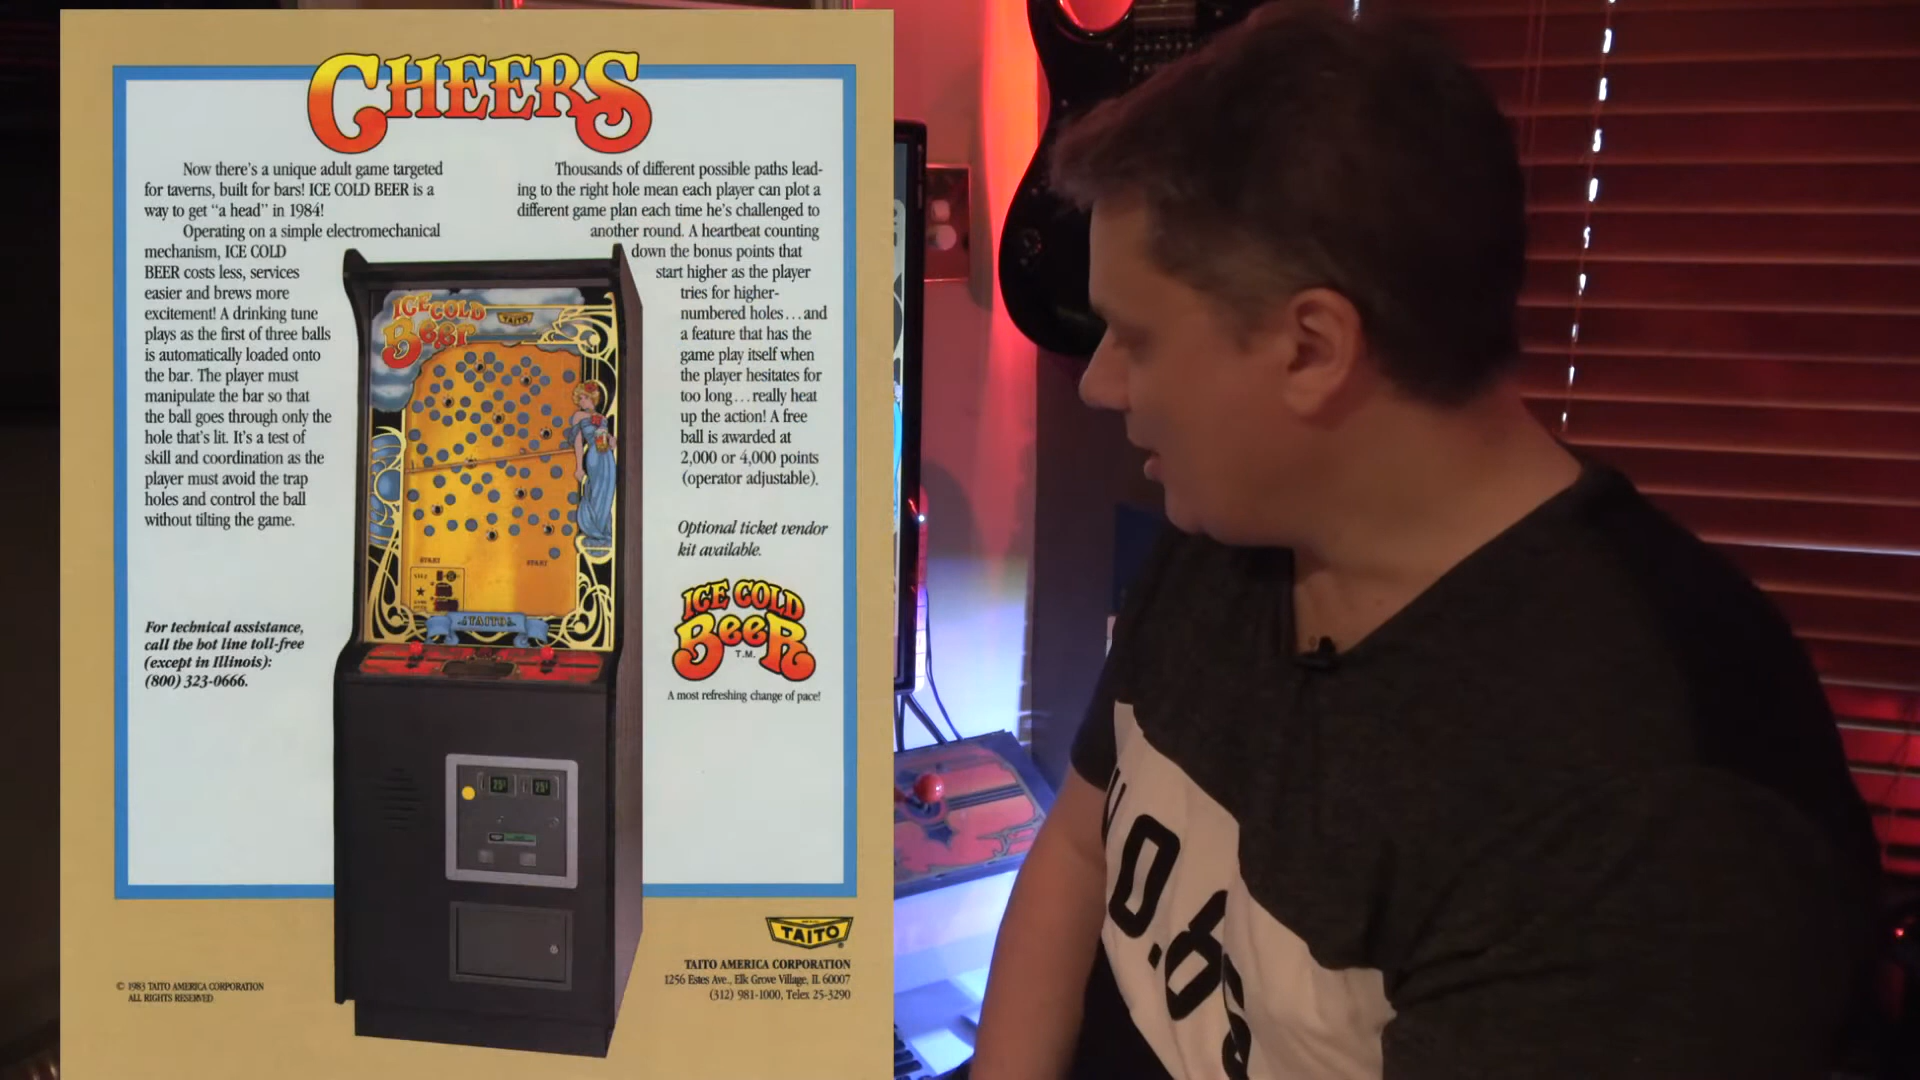 CHEERS
Now there's a unique adult game targeted
for taverns, built for bars! ICE COLD BEER is a
way to get "a head" in 1984!
Operating on a simple electromechanical
mechanism, ICE COLD
BEER costs less, services
easier and brews more
excitement! A drinking tune
plays as the first of three balls
is automatically loaded onto
the bar. The player must
manipulate the bar so that
the ball goes through only the
hole that's lit. It's a test of
skill and coordination as the
player must avoid the trap
holes and control the ball
without tilting the game.
For technical assistance,
call the hot line toll-free
(except in Illinois):
(800) 323-0666.
Thousands of different possible paths lead-
ing to the right hole mean each player can plot a
different game plan each time he's challenged to
another round. A heartbeat counting
down the bonus points that
start higher as the player
tries for higher-
numbered holes...and
a feature that has the
game play itself when
the player hesitates for
too long...really heat
up the action! A free
ball is awarded at
2,000 or 4,000 points
(operator adjustable).
Optional ticket vendor
kit available.
ICE COLD
BeeR
T.M.
A most refreshing change of pace!
ICE COLD
Beer
TAITO
START
START
TAITO
25¢
25¢
TAITO
®
TAITO AMERICA CORPORATION
1256 Estes Ave., Elk Grove Village, IL 60007
(312) 981-1000, Telex 25-3290
© 1983 TAITO AMERICA CORPORATION
ALL RIGHTS RESERVED